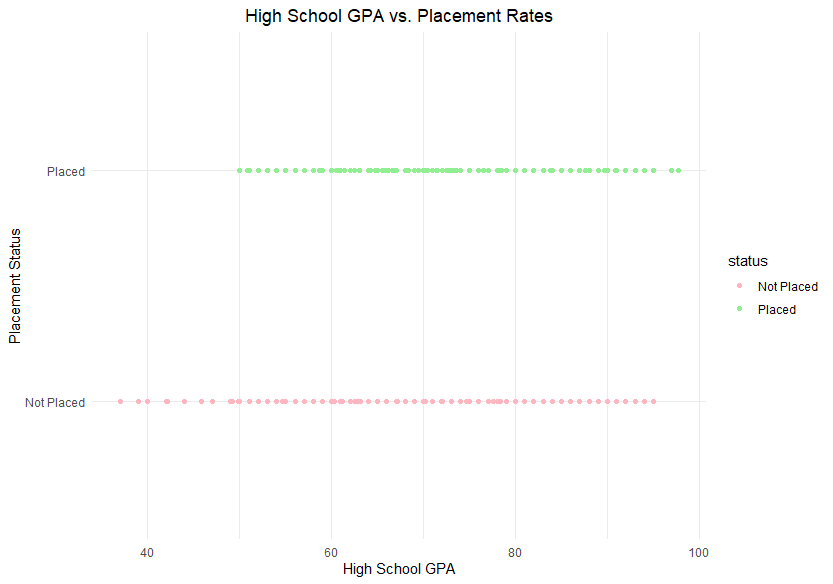 High School GPA vs. Placement Rates
Placement Status
Placed
Not Placed
40
60
80
100
High School GPA
status
Not Placed
Placed